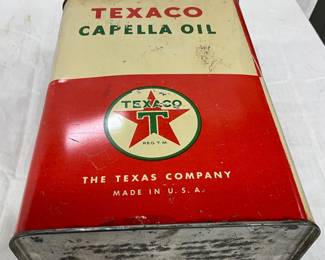 TEXACO
CAPELLA OIL
TEXACO
T
REG T. M.
THE TEXAS COMPANY
MADE IN U. S. A.